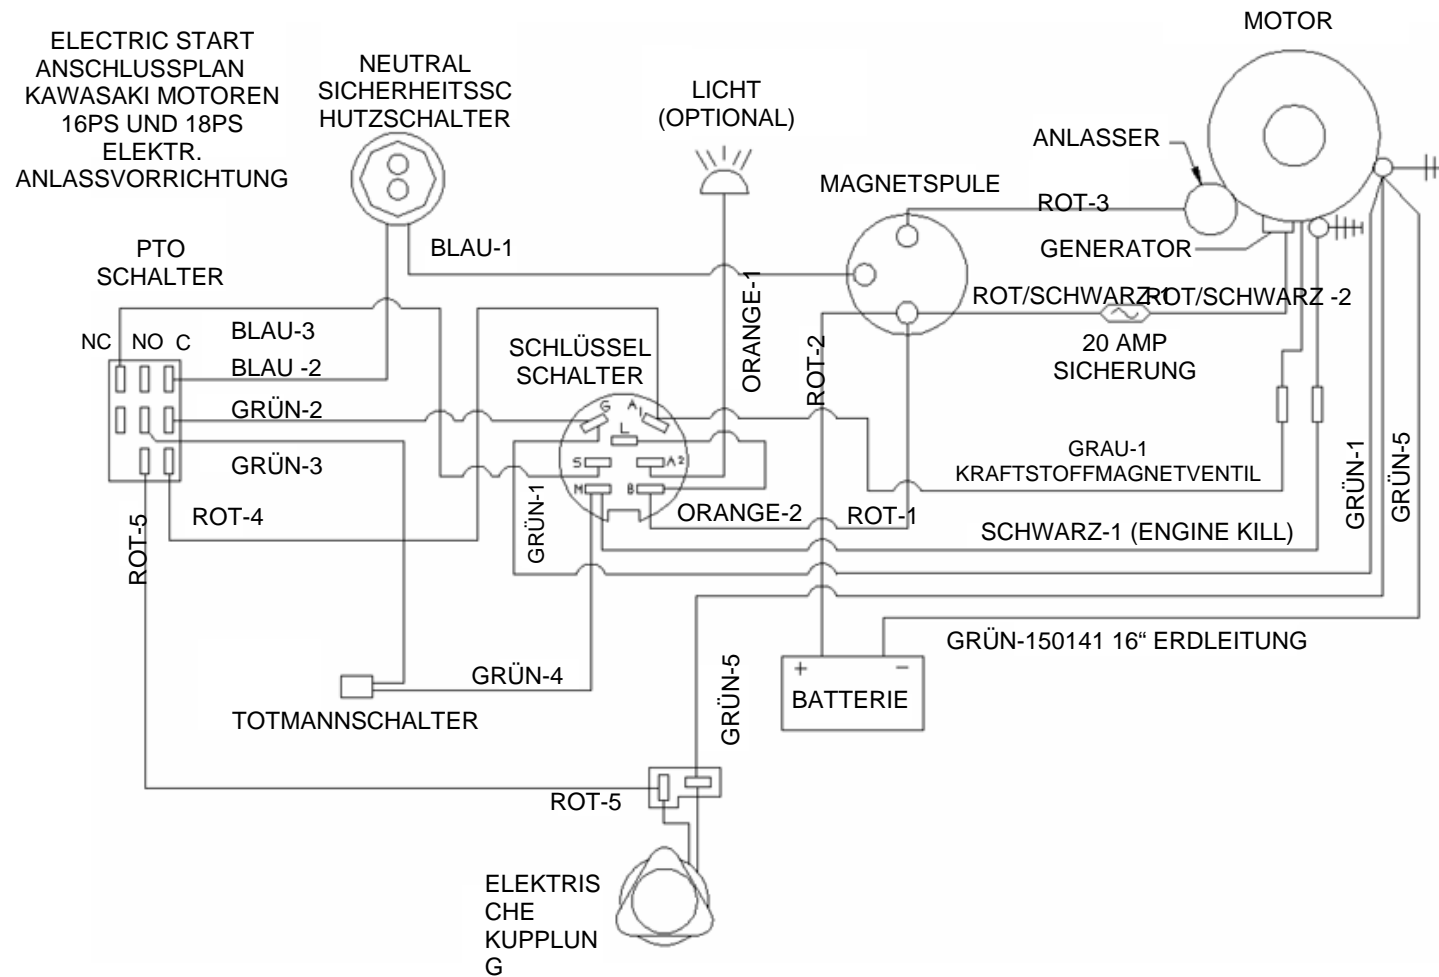 ELECTRIC START
ANSCHLUSSPLAN
KAWASAKI MOTOREN
16PS UND 18PS
ELEKTR.
ANLASSVORRICHTUNG
NEUTRAL
SICHERHEITSSC
HUTZSCHALTER
LICHT
(OPTIONAL)
MOTOR
ANLASSER
MAGNETSPULE
ROT-3
GENERATOR
PTO
SCHALTER
BLAU-1
ORANGE-1
ROT/SCHWARZ-1
ROT/SCHWARZ -2
20 AMP
SICHERUNG
NC NO C
BLAU-3
BLAU -2
GRÜN-2
GRÜN-3
SCHLÜSSEL
SCHALTER
ROT-2
G
A1
L
S
A2
M
B
GRAU-1
KRAFTSTOFFMAGNETVENTIL
GRÜN-1
GRÜN-5
ROT-5
ROT-4
GRÜN-1
ORANGE-2
ROT-1
SCHWARZ-1 (ENGINE KILL)
GRÜN-150141 16“ ERDLEITUNG
GRÜN-4
TOTMANNSCHALTER
GRÜN-5
+
−
BATTERIE
ROT-5
ELEKTRIS
CHE
KUPPLUN
G